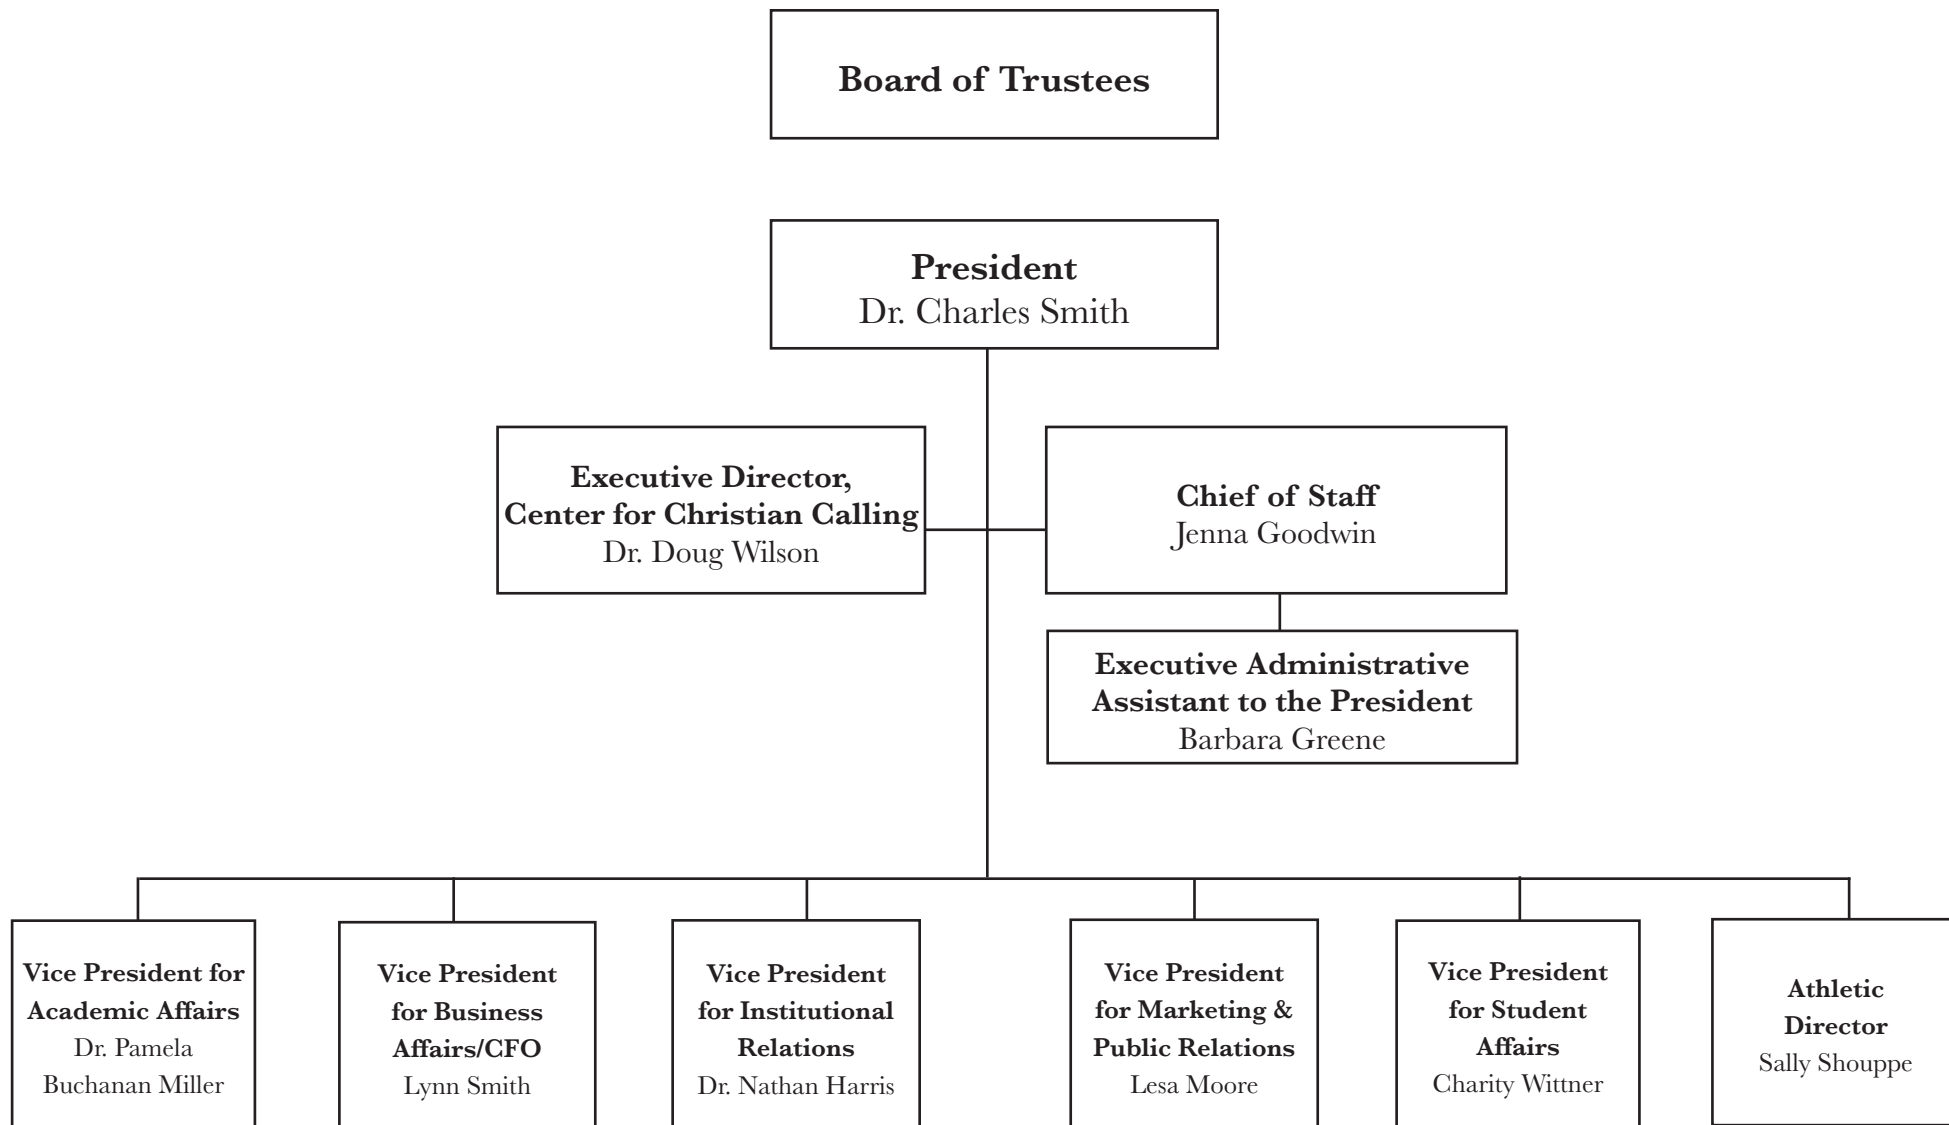 Board of Trustees
President
Dr. Charles Smith
Executive Director,
Center for Christian Calling
Dr. Doug Wilson
Chief of Staff
Jenna Goodwin
Executive Administrative
Assistant to the President
Barbara Greene
Vice President for
Academic Affairs
Dr. Pamela
Buchanan Miller
Vice President
for Business
Affairs/CFO
Lynn Smith
Vice President
for Institutional
Relations
Dr. Nathan Harris
Vice President
for Marketing &
Public Relations
Lesa Moore
Vice President
for Student
Affairs
Charity Wittner
Athletic
Director
Sally Shouppe